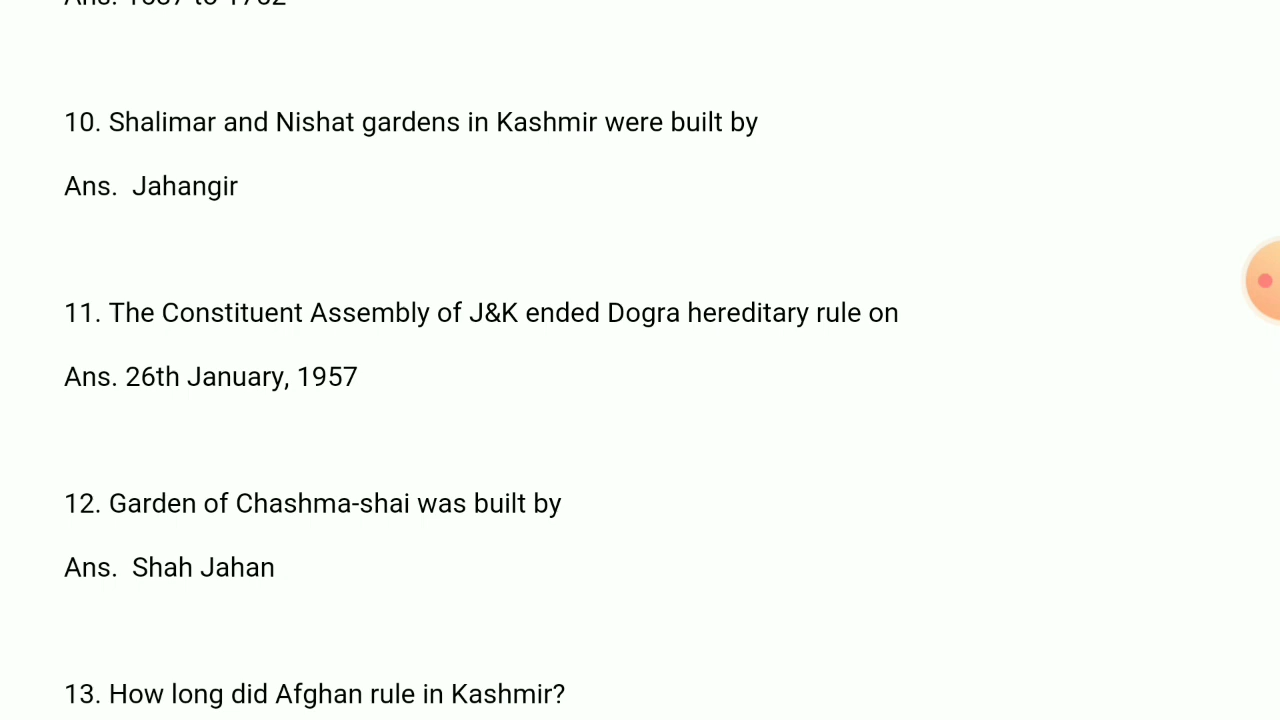 10. Shalimar and Nishat gardens in Kashmir were built by
Ans.  Jahangir
11. The Constituent Assembly of J&K ended Dogra hereditary rule on
Ans. 26th January, 1957
12. Garden of Chashma-shai was built by
Ans.  Shah Jahan
13. How long did Afghan rule in Kashmir?